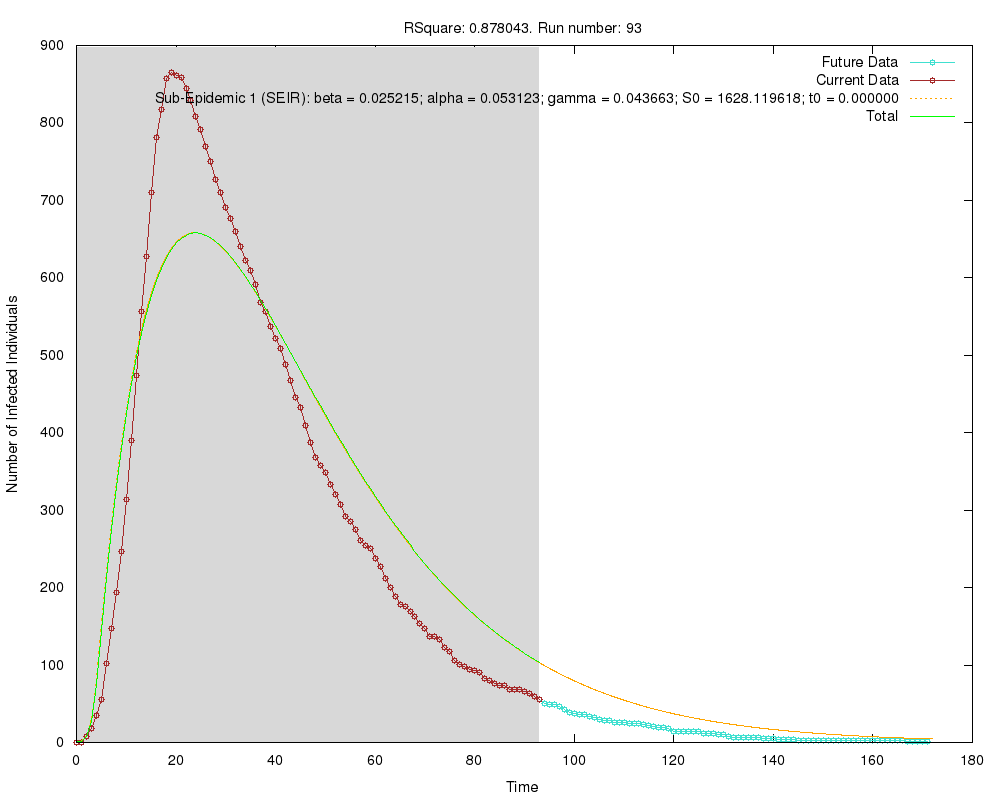 RSquare: 0.878043. Run number: 93
900
800
700
600
500
400
300
200
100
0
Number of Infected Individuals
Future Data
Current Data
Sub-Epidemic 1 (SEIR): beta = 0.025215; alpha = 0.053123; gamma = 0.043663; S0 = 1628.119618; t0 = 0.000000
Total
0 20 40 60 80 100 120 140 160 180
Time